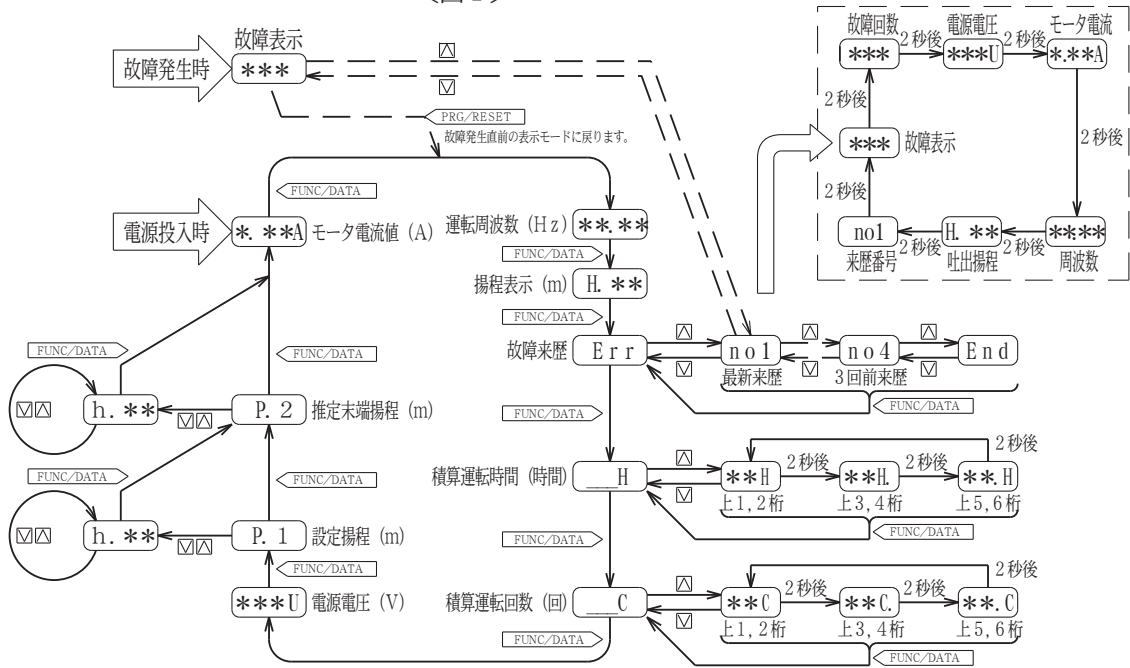 故障回数
電源電圧
モータ電流
***
2秒後
***U
2秒後
*.**A
2秒後
2秒後
***
故障表示
2秒後
no1
2秒後
H. **
2秒後
**.**
来歴番号
吐出揚程
周波数
故障表示
故障発生時
***
PRG/RESET
故障発生直前の表示モードに戻ります。
FUNC/DATA
電源投入時
*. **A
モータ電流値 (A)
運転周波数 (Hz)
**.**
FUNC/DATA
揚程表示 (m)
H. **
FUNC/DATA
故障来歴
Err
no1
no4
End
最新来歴
3回前来歴
FUNC/DATA
FUNC/DATA
FUNC/DATA
FUNC/DATA
h. **
P. 2
推定末端揚程 (m)
積算運転時間 (時間)
__H
**H
2秒後
**H.
2秒後
**. H
2秒後
上1, 2桁
上3, 4桁
上5, 6桁
FUNC/DATA
FUNC/DATA
FUNC/DATA
FUNC/DATA
h. **
P. 1
設定揚程 (m)
FUNC/DATA
***U
電源電圧 (V)
積算運転回数 (回)
__C
**C
2秒後
**C.
2秒後
**. C
2秒後
上1, 2桁
上3, 4桁
上5, 6桁
FUNC/DATA
FUNC/DATA